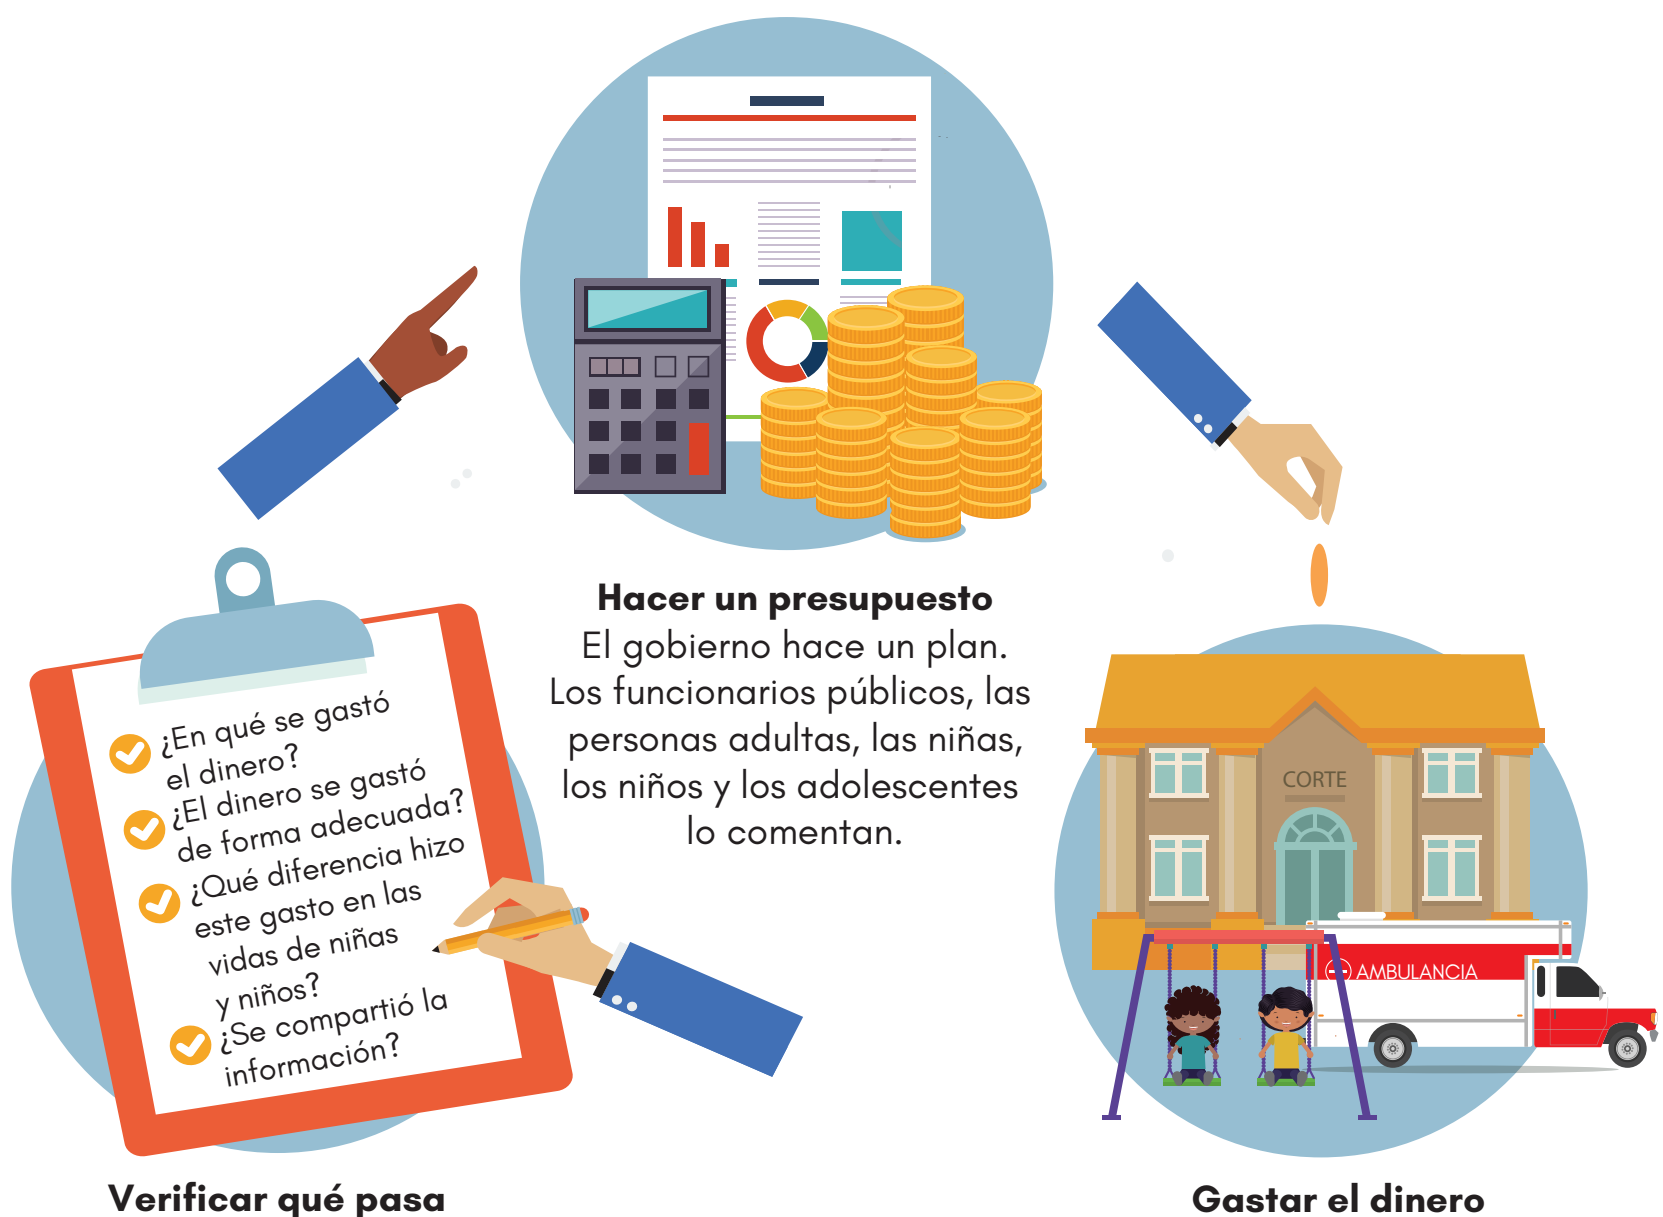 Hacer un presupuesto
El gobierno hace un plan.
Los funcionarios públicos, las
personas adultas, las niñas,
los niños y los adolescentes
lo comentan.
¿En qué se gastó
el dinero?
¿El dinero se gastó
de forma adecuada?
¿Qué diferencia hizo
este gasto en las
vidas de niñas
y niños?
¿Se compartió la
información?
Verificar qué pasa
CORTE
AMBULANCIA
Gastar el dinero